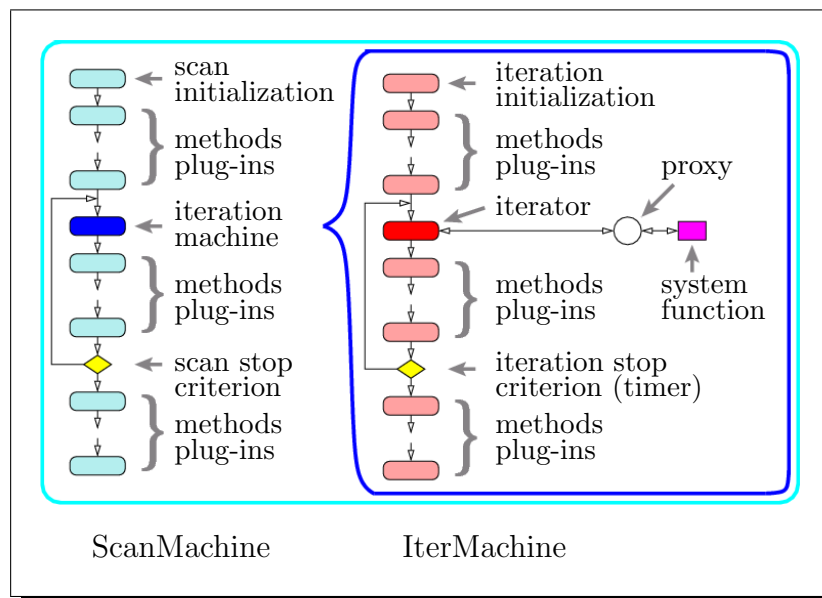 scan
initialization
methods
plug-ins
iteration
machine
methods
plug-ins
scan stop
criterion
methods
plug-ins
iteration
initialization
methods
plug-ins
proxy
iterator
methods
plug-ins
system
function
iteration stop
criterion (timer)
methods
plug-ins
ScanMachine
IterMachine